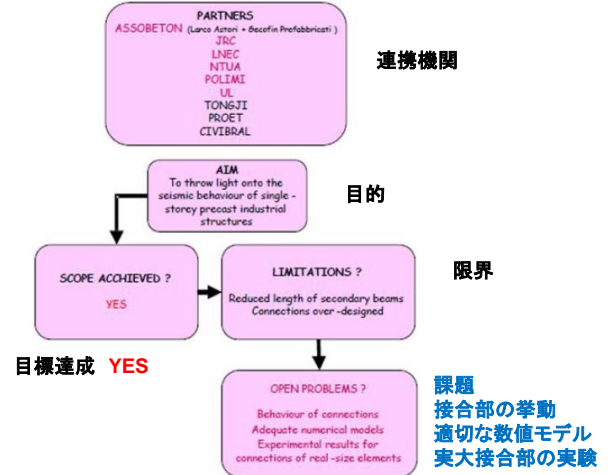 PARTNERS
ASSOBETON (Larco Astori + Gecofin Prefabbricati )
JRC
LNEC
NTUA
POLIMI
UL
TONGJI
PROET
CIVIBRAL
連携機関
AIM
To throw light onto the
seismic behaviour of single -
storey precast industrial
structures
目的
SCOPE ACCHIEVED ?
YES
LIMITATIONS ?
Reduced length of secondary beams
Connections over -designed
限界
目標達成 YES
OPEN PROBLEMS ?
Behaviour of connections
Adequate numerical models
Experimental results for
connections of real -size elements
課題
接合部の挙動
適切な数値モデル
実大接合部の実験